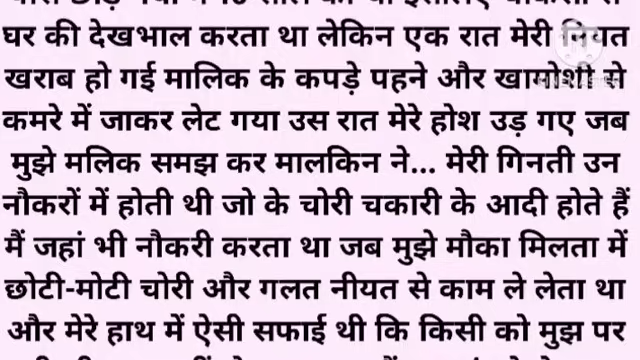 घर की देखभाल करता था लेकिन एक रात मेरी नियत
खराब हो गई मालिक के कपड़े पहने और खामोशी से
कमरे में जाकर लेट गया उस रात मेरे होश उड़ गए जब
मुझे मलिक समझ कर मालकिन ने... मेरी गिनती उन
नौकरों में होती थी जो के चोरी चकारी के आदी होते हैं
मैं जहां भी नौकरी करता था जब मुझे मौका मिलता में
छोटी-मोटी चोरी और गलत नीयत से काम ले लेता था
और मेरे हाथ में ऐसी सफाई थी कि किसी को मुझ पर